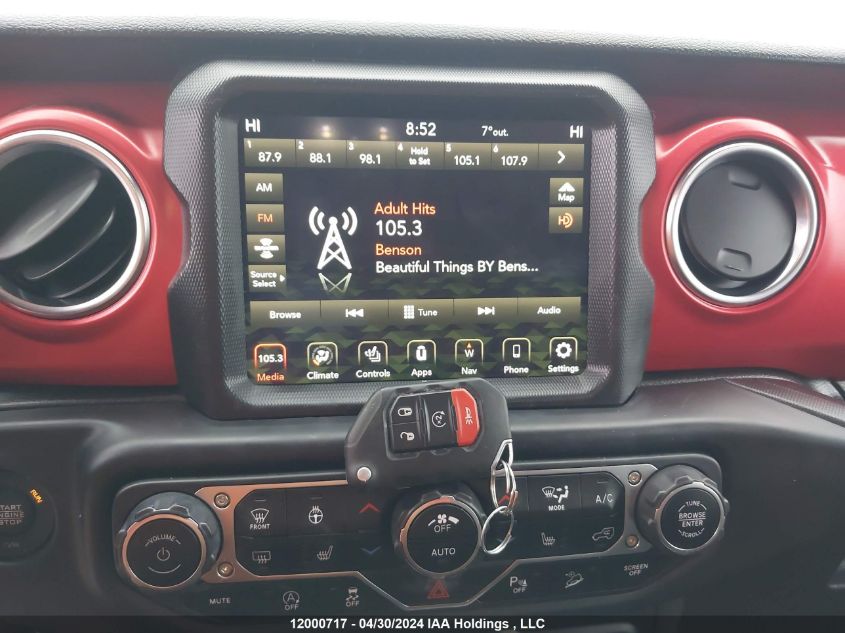 HI 8:52 7°out. HI
1 87.9 2 88.1 3 98.1 4 Hold to Set 5 105.1 6 107.9
AM
FM
Source
Select
Map
HD
Adult Hits
105.3
Benson
Beautiful Things BY Bens...
Browse Tune Audio
105.3 W
Media Climate Controls Apps Nav Phone Settings
x2
START
ENGINE
STOP
RUN
VOLUME
FRONT
OFF
AUTO
MODE
A/C
TUNE
BROWSE
ENTER
SCROLL
MUTE
A
OFF
P
SCREEN
OFF
12000717 - 04/30/2024 IAA Holdings , LLC